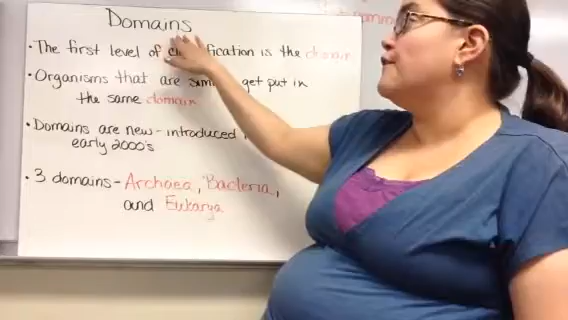 Domains
• The first level of classification is the domain
• Organisms that are get put in
the same domain
• Domains are new - introduced
early 2000's
• 3 domains - Archaea, Bacteria,
and Eukarya